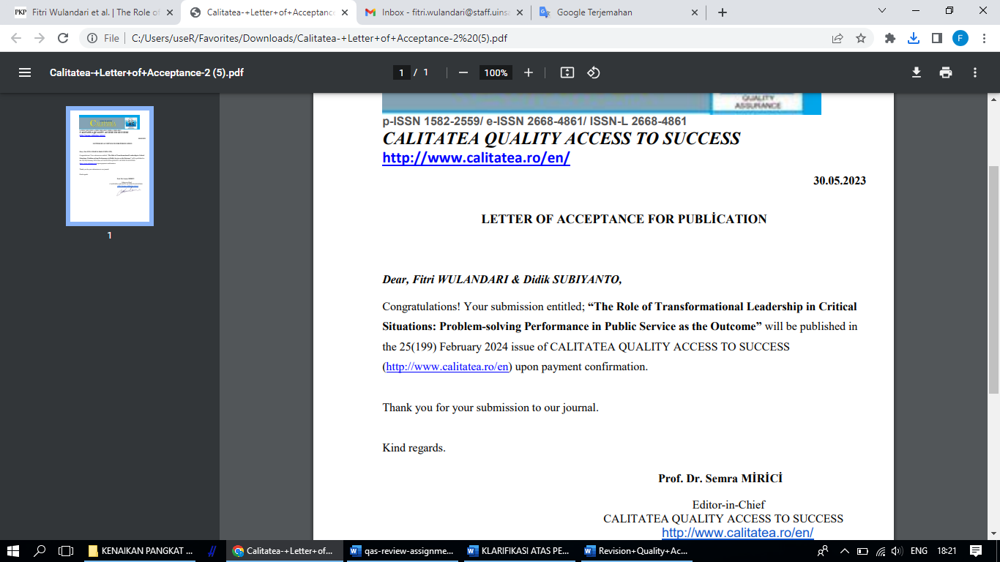 PKP Fitri Wulandari et al. | The Role of
Calitatea-+Letter+of+Acceptance
Inbox - fitri.wulandari@staff.uinsa
Google Terjemahan
File
C:/Users/useR/Favorites/Downloads/Calitatea-+Letter+of+Acceptance-2%20(5).pdf
F
Calitatea-+Letter+of+Acceptance-2 (5).pdf
1 / 1
100%
QUALITY
ASSURANCE
p-ISSN 1582-2559/ e-ISSN 2668-4861/ ISSN-L 2668-4861
CALITATEA QUALITY ACCESS TO SUCCESS
http://www.calitatea.ro/en/
30.05.2023
LETTER OF ACCEPTANCE FOR PUBLİCATION
Dear, Fitri WULANDARI & Didik SUBIYANTO,
Congratulations! Your submission entitled; “The Role of Transformational Leadership in Critical
Situations: Problem-solving Performance in Public Service as the Outcome” will be published in
the 25(199) February 2024 issue of CALITATEA QUALITY ACCESS TO SUCCESS
(http://www.calitatea.ro/en) upon payment confirmation.
Thank you for your submission to our journal.
Kind regards.
Prof. Dr. Semra MİRİCİ
Editor-in-Chief
CALITATEA QUALITY ACCESS TO SUCCESS
http://www.calitatea.ro/en/
1
KENAIKAN PANGKAT ...
Calitatea-+Letter+of...
qas-review-assignme...
KLARIFIKASI ATAS PE...
Revision+Quality+Ac...
ENG
18:21